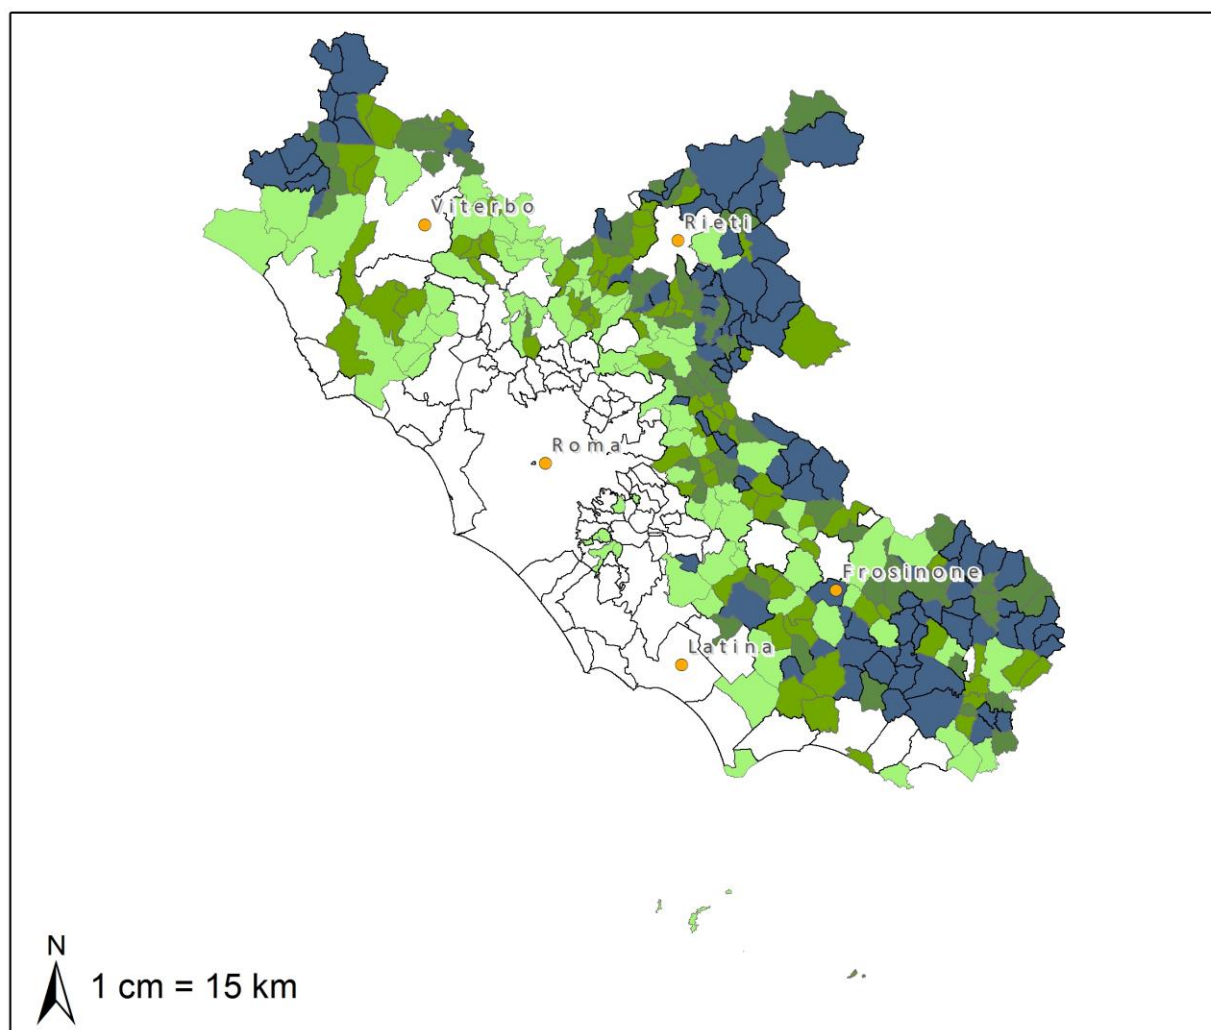 Viterbo
Rieti
Roma
Frosinone
Latina
N
1 cm = 15 km